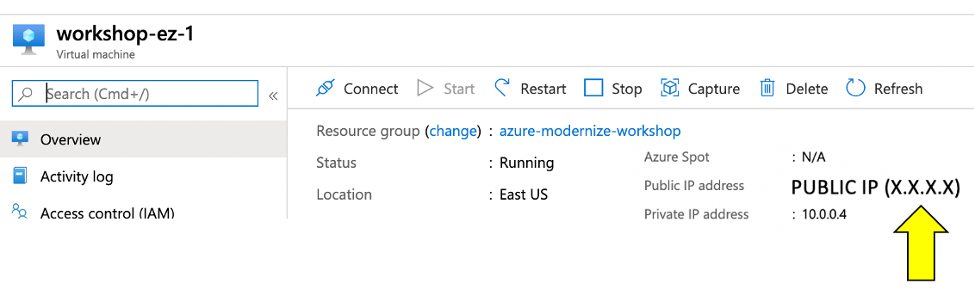 workshop-ez-1
Virtual machine
Search (Cmd+/)
«
Connect
Start
Restart
Stop
Capture
Delete
Refresh
Overview
Activity log
Access control (IAM)
Resource group (change) : azure-modernize-workshop
Status : Running
Location : East US
Azure Spot : N/A
Public IP address PUBLIC IP (X.X.X.X)
Private IP address : 10.0.0.4